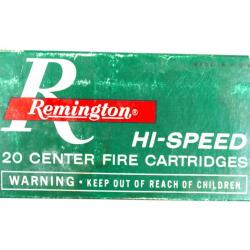 R
Remington®
HI-SPEED
20 CENTER FIRE CARTRIDGES
WARNING • KEEP OUT OF REACH OF CHILDREN